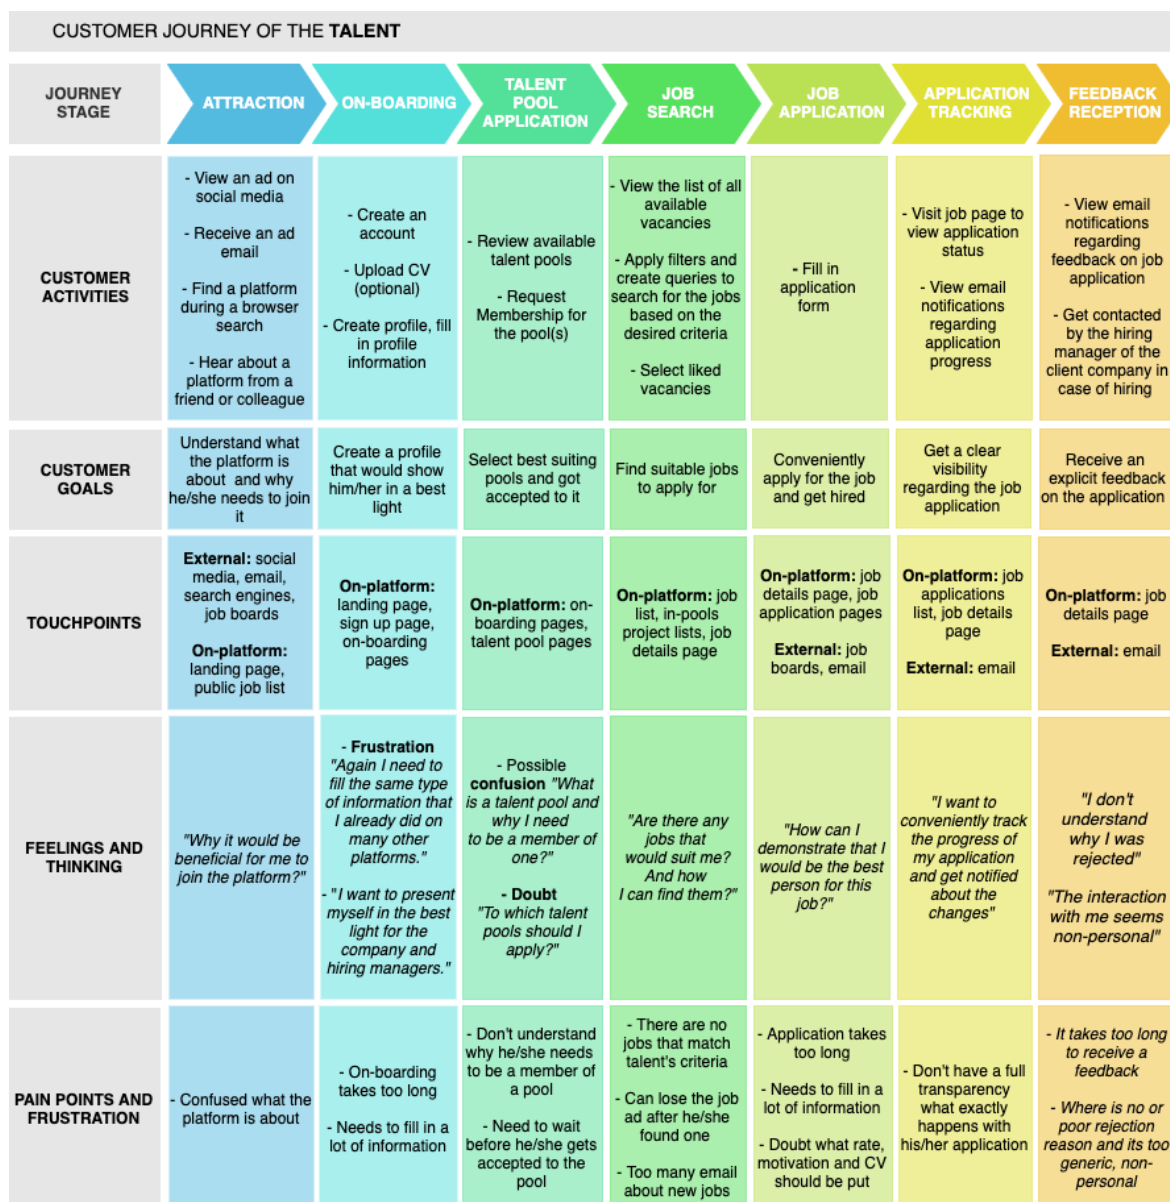 CUSTOMER JOURNEY OF THE TALENT
JOURNEY
STAGE
ATTRACTION
ON-BOARDING
TALENT
POOL
APPLICATION
JOB
SEARCH
JOB
APPLICATION
APPLICATION
TRACKING
FEEDBACK
RECEPTION
CUSTOMER
ACTIVITIES
- View an ad on
social media
- Receive an ad
email
- Find a platform
during a browser
search
- Hear about a
platform from a
friend or colleague
- Create an
account
- Upload CV
(optional)
- Create profile, fill
in profile
information
- Review available
talent pools
- Request
Membership for
the pool(s)
- View the list of all
available
vacancies
- Apply filters and
create queries to
search for the jobs
based on the
desired criteria
- Select liked
vacancies
- Fill in
application
form
- Visit job page to
view application
status
- View email
notifications
regarding
application
progress
- View email
notifications
regarding
feedback on job
application
- Get contacted
by the hiring
manager of the
client company in
case of hiring
CUSTOMER
GOALS
Understand what
the platform is
about and why
he/she needs to join
it
Create a profile
that would show
him/her in a best
light
Select best suiting
pools and got
accepted to it
Find suitable jobs
to apply for
Conveniently
apply for the job
and get hired
Get a clear
visibility
regarding the job
application
Receive an
explicit feedback
on the application
TOUCHPOINTS
External: social
media, email,
search engines,
job boards
On-platform:
landing page,
public job list
On-platform:
landing page,
sign up page,
on-boarding
pages
On-platform: on-
boarding pages,
talent pool pages
On-platform: job
list, in-pools
project lists, job
details page
On-platform: job
details page, job
application pages
External: job
boards, email
On-platform: job
applications
list, job details
page
External: email
On-platform: job
details page
External: email
FEELINGS AND
THINKING
"Why it would be
beneficial for me to
join the platform?"
- Frustration
"Again I need to
fill the same type
of information that
I already did on
many other
platforms."
- "I want to present
myself in the best
light for the
company and
hiring managers."
- Possible
confusion "What
is a talent pool and
why I need
to be a member of
one?"
- Doubt
"To which talent
pools should I
apply?"
"Are there any
jobs that
would suit me?
And how
I can find them?"
"How can I
demonstrate that I
would be the best
person for this
job?"
"I want to
conveniently track
the progress of
my application
and get notified
about the
changes"
"I don't
understand
why I was
rejected"
"The interaction
with me seems
non-personal"
PAIN POINTS AND
FRUSTRATION
- Confused what the
platform is about
- On-boarding
takes too long
- Needs to fill in a
lot of information
- Don't understand
why he/she needs
to be a member of
a pool
- Need to wait
before he/she gets
accepted to the
pool
- There are no
jobs that match
talent's criteria
- Can lose the job
ad after he/she
found one
- Too many email
about new jobs
- Application takes
too long
- Needs to fill in a
lot of information
- Doubt what rate,
motivation and CV
should be put
- Don't have a full
transparency
what exactly
happens with
his/her application
- It takes too long
to receive a
feedback
- Where is no or
poor rejection
reason and its too
generic, non-
personal